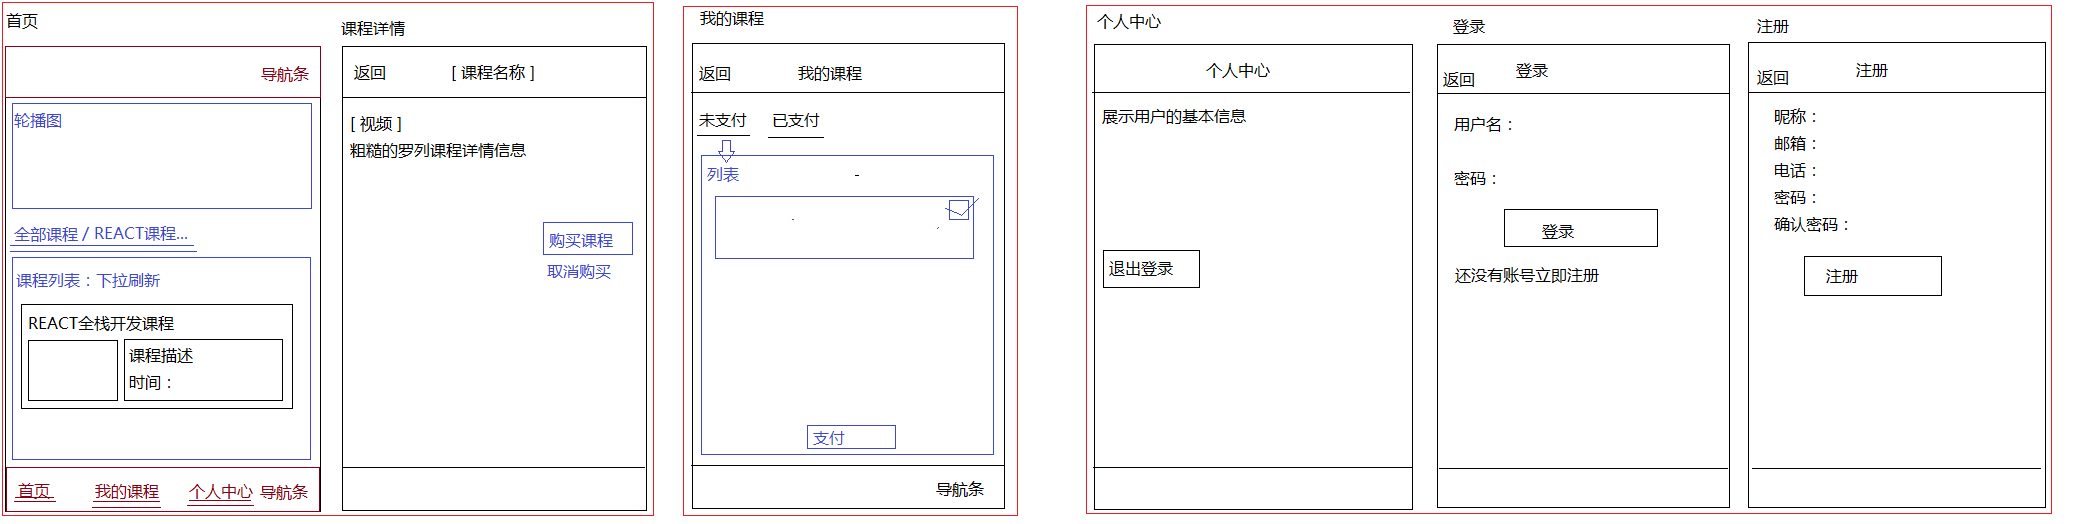 首页
导航条
轮播图
全部课程 / REACT课程...
课程列表：下拉刷新
REACT全栈开发课程
课程描述
时间：
首页 我的课程 个人中心 导航条
课程详情
返回 [ 课程名称 ]
[ 视频 ]
粗糙的罗列课程详情信息
购买课程
取消购买
我的课程
返回 我的课程
未支付 已支付
列表
支付
导航条
个人中心
个人中心
展示用户的基本信息
退出登录
登录
返回 登录
用户名：
密码：
登录
还没有账号立即注册
注册
返回 注册
昵称：
邮箱：
电话：
密码：
确认密码：
注册